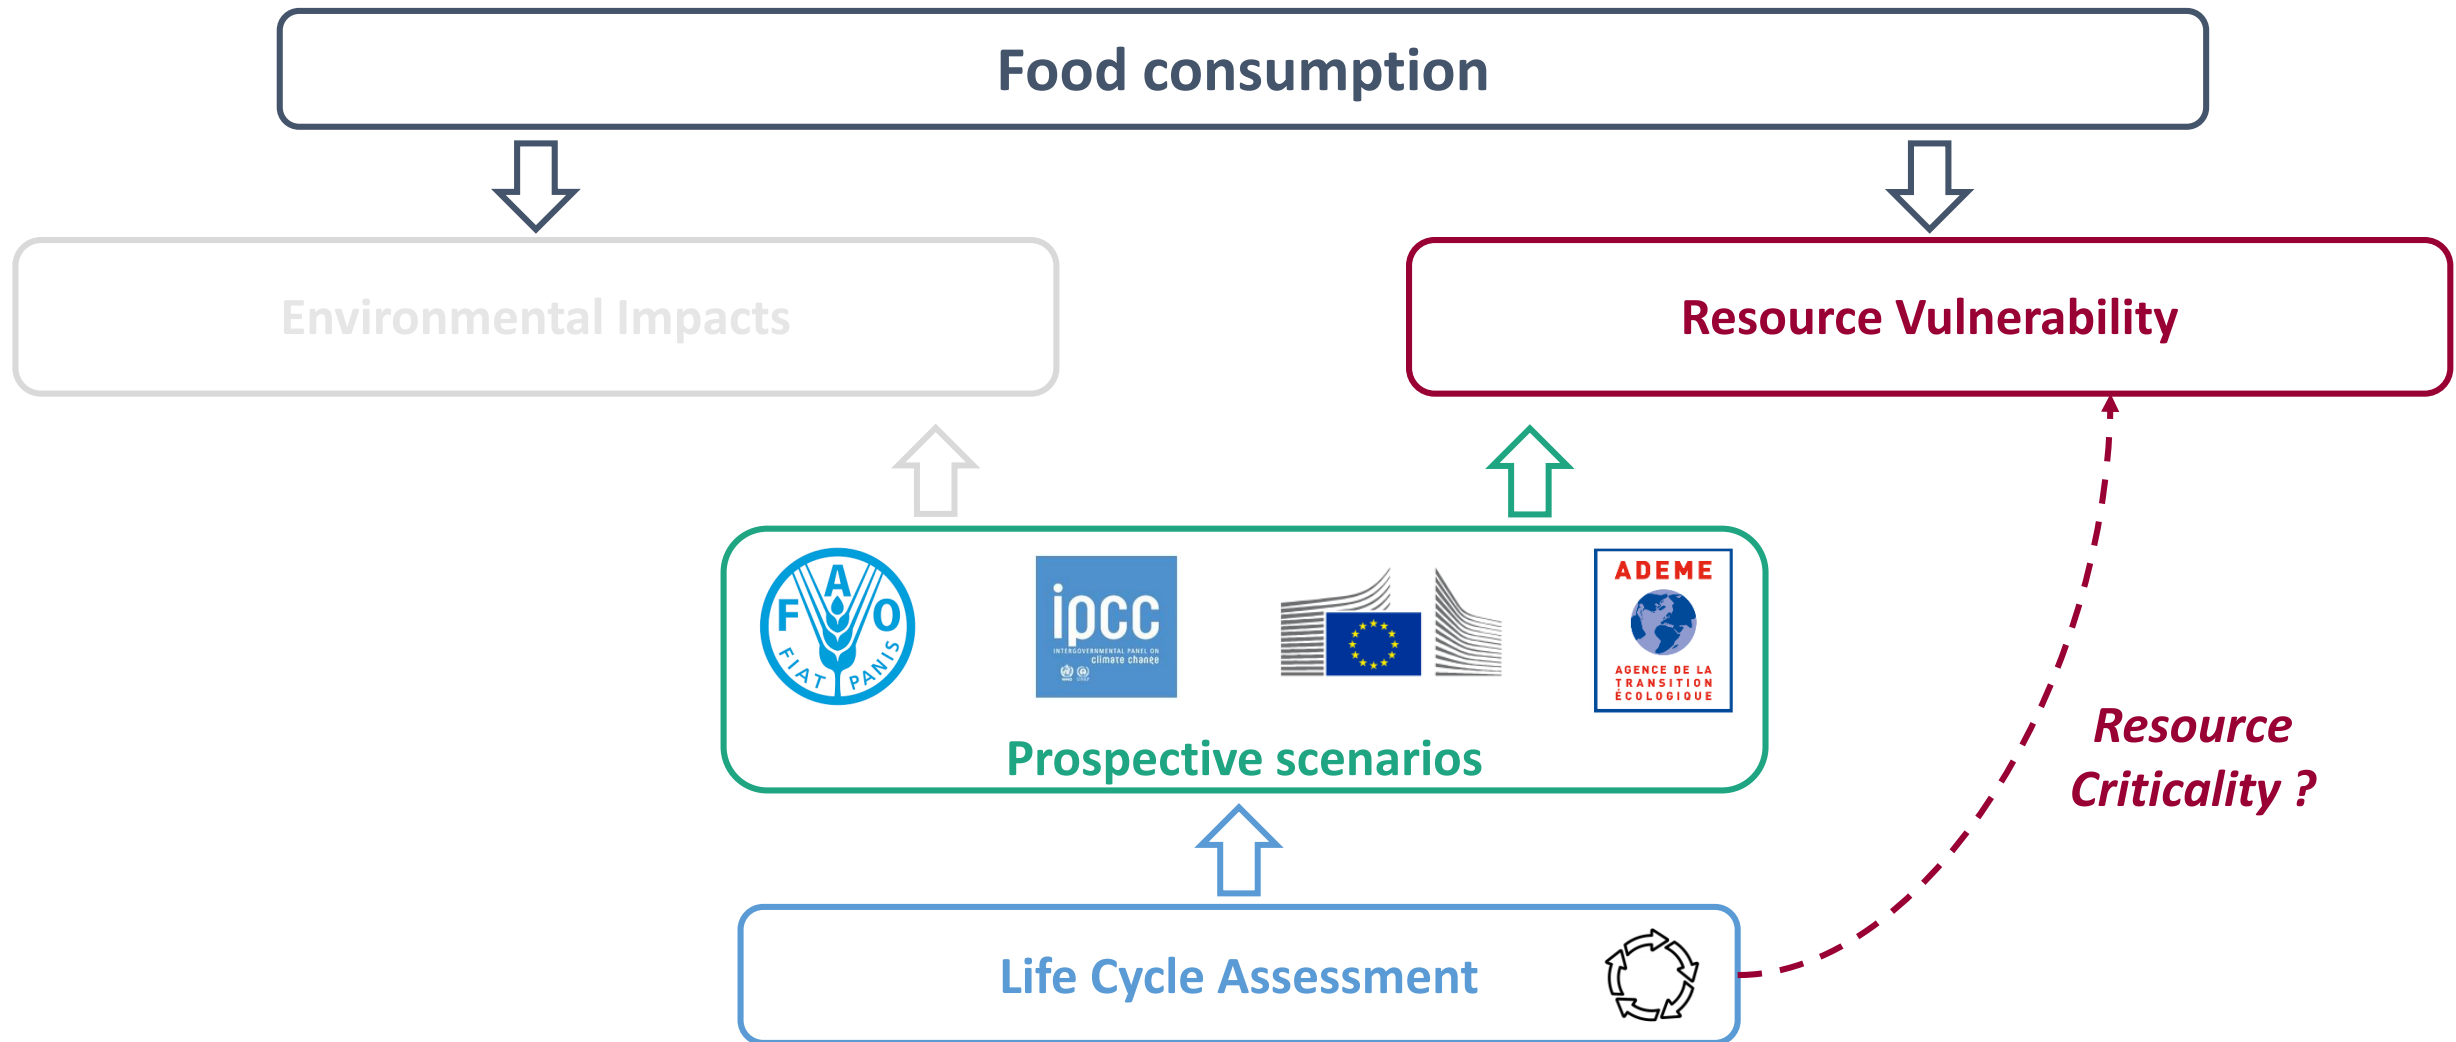 Food consumption
Environmental Impacts
Resource Vulnerability
F A O
FIAT PANIS
ipcc
INTERGOVERNMENTAL PANEL ON
climate change
ADEME
AGENCE DE LA
TRANSITION
ÉCOLOGIQUE
Prospective scenarios
Resource
Criticality ?
Life Cycle Assessment